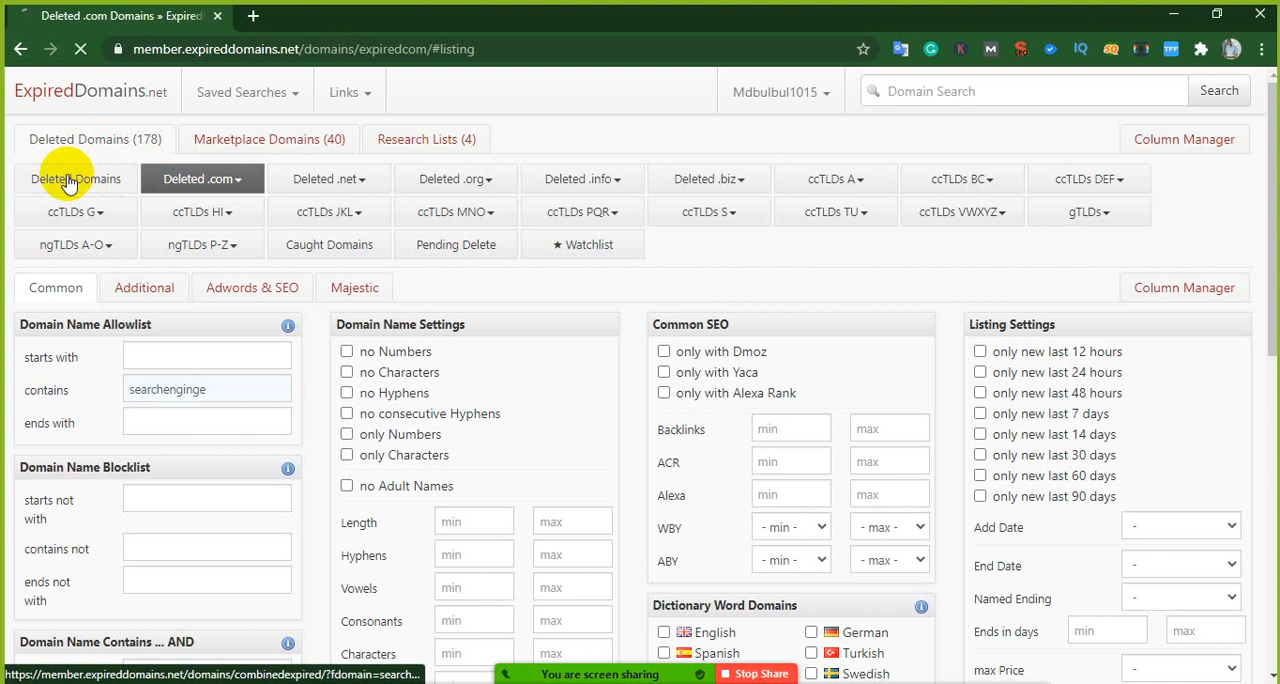 Deleted .com Domains » Expired
member.expireddomains.net/domains/expiredcom/#listing
ExpiredDomains.net
Saved Searches
Links
Mdbulbul1015
Domain Search
Search
Deleted Domains (178)
Marketplace Domains (40)
Research Lists (4)
Column Manager
Deleted Domains
Deleted .com
Deleted .net
Deleted .org
Deleted .info
Deleted .biz
ccTLDs A
ccTLDs BC
ccTLDs DEF
ccTLDs G
ccTLDs HI
ccTLDs JKL
ccTLDs MNO
ccTLDs PQR
ccTLDs S
ccTLDs TU
ccTLDs VWXYZ
gTLDs
ngTLDs A-O
ngTLDs P-Z
Caught Domains
Pending Delete
★ Watchlist
Common
Additional
Adwords & SEO
Majestic
Column Manager
Domain Name Allowlist
starts with
contains searchenginge
ends with
Domain Name Blocklist
starts not
with
contains not
ends not
with
Domain Name Contains ... AND
Domain Name Settings
no Numbers
no Characters
no Hyphens
no consecutive Hyphens
only Numbers
only Characters
no Adult Names
Length min max
Hyphens min max
Vowels min max
Consonants min max
Characters min max
Common SEO
only with Dmoz
only with Yaca
only with Alexa Rank
Backlinks min max
ACR min max
Alexa min max
WBY - min - - max -
ABY - min - - max -
Dictionary Word Domains
English German
Spanish Turkish
Swedish
Listing Settings
only new last 12 hours
only new last 24 hours
only new last 48 hours
only new last 7 days
only new last 14 days
only new last 30 days
only new last 60 days
only new last 90 days
Add Date -
End Date -
Named Ending -
Ends in days min max
max Price -
https://member.expireddomains.net/domains/combinedexpired/?fdomain=search...
You are screen sharing
Stop Share